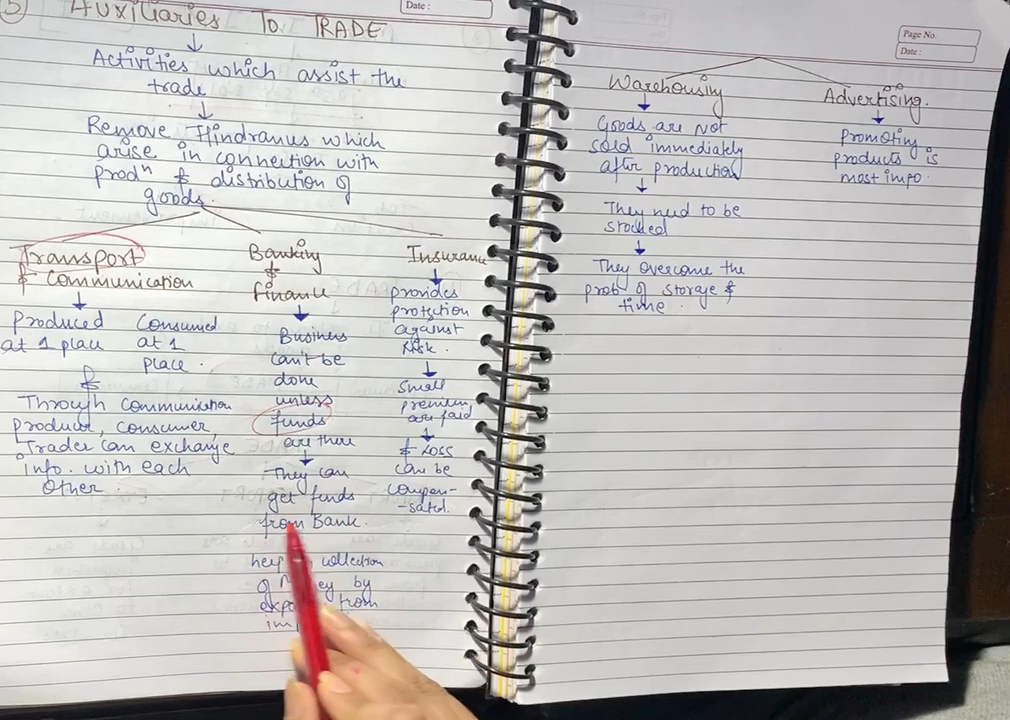 5 Auxiliaries To TRADE
Date :
Activities which assist the
trade
Remove Hindranus which
arise in connection with
prodn & distribution of
goods.
Transport
& Communication
Produced
at 1 place
Consumed
at 1
place.
&
Through Communication
producer, consumer,
Trader can exchange
info. with each
other.
Banking
&
finance
Business
can't be
done
unless
funds
are there
They can
get funds
from Bank.
collection
of by
from
Insurance
provides
protection
against
Risk.
Small
premium
are paid
& Loss
can be
compen-
-sated.
Page No.
Date :
Warehousing
Goods are Not
sold immediately
after production
They need to be
stocked
They overcome the
prob of storage &
time.
Advertising.
promoting
products is
most impo.